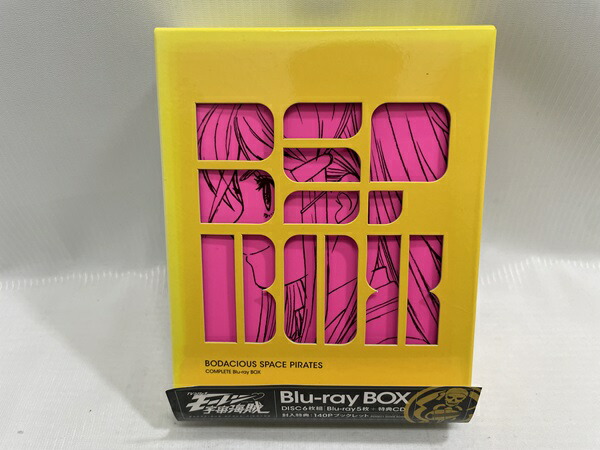 BSP
BOX
BODACIOUS SPACE PIRATES
COMPLETE Blu-ray BOX
モーレツ
宇宙海賊
Blu-ray BOX
DISC6枚組:Blu-ray5枚+特典CD
封入特典:140Pブックレット